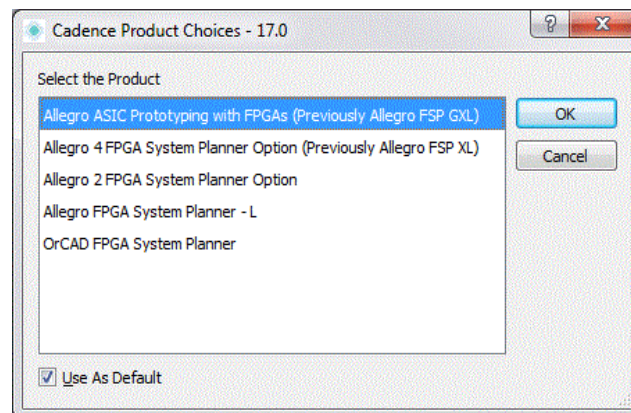 Cadence Product Choices - 17.0
Select the Product
Allegro ASIC Prototyping with FPGAs (Previously Allegro FSP GXL)
OK
Allegro 4 FPGA System Planner Option (Previously Allegro FSP XL)
Cancel
Allegro 2 FPGA System Planner Option
Allegro FPGA System Planner - L
OrCAD FPGA System Planner
Use As Default